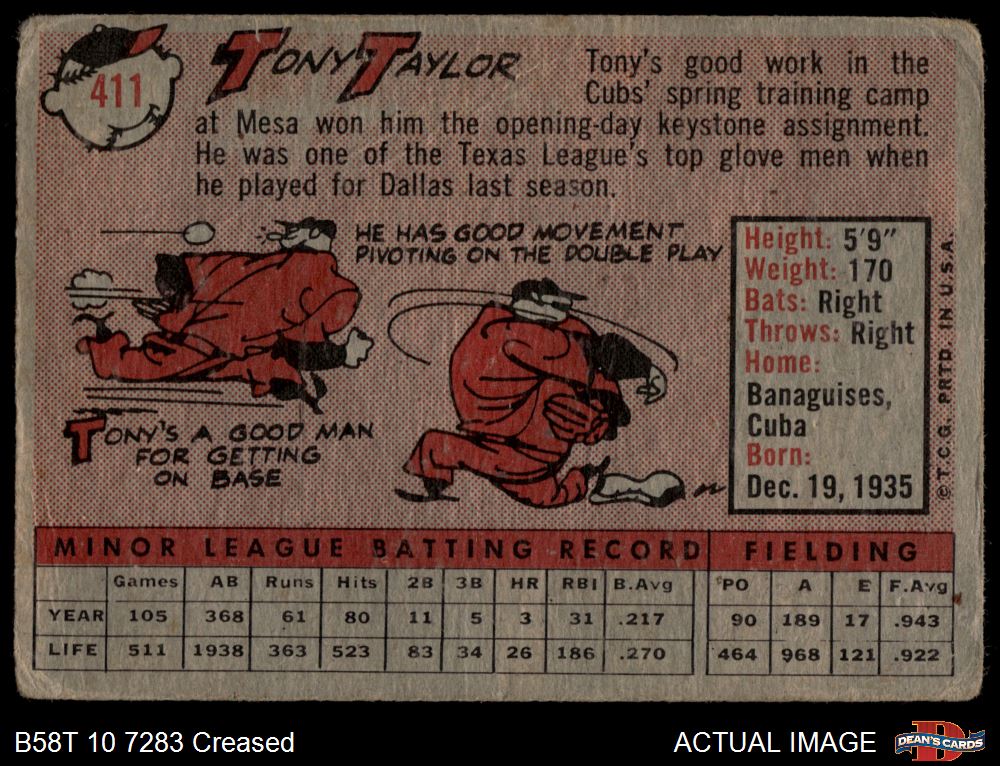 411
TONY TAYLOR
Tony's good work in the
Cubs' spring training camp
at Mesa won him the opening-day keystone assignment.
He was one of the Texas League's top glove men when
he played for Dallas last season.
HE HAS GOOD MOVEMENT
PIVOTING ON THE DOUBLE PLAY
TONY'S A GOOD MAN
FOR GETTING
ON BASE
Height: 5'9"
Weight: 170
Bats: Right
Throws: Right
Home:
Banaguises,
Cuba
Born:
Dec. 19, 1935
© T.C.G. PRTD. IN U.S.A.
MINOR LEAGUE BATTING RECORD FIELDING
Games AB Runs Hits 2B 3B HR RBI B.Avg PO A E F.Avg
YEAR 105 368 61 80 11 5 3 31 .217 90 189 17 .943
LIFE 511 1938 363 523 83 34 26 186 .270 464 968 121 .922
B58T 10 7283 Creased
ACTUAL IMAGE
DEAN'S CARDS